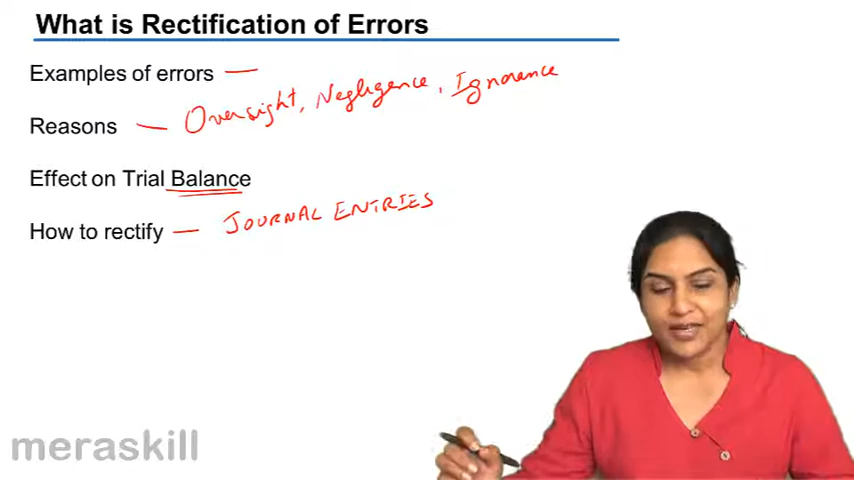 What is Rectification of Errors
Examples of errors —
Reasons — Oversight, Negligence, Ignorence
Effect on Trial Balance
How to rectify — JOURNAL ENTRIES
meraskill